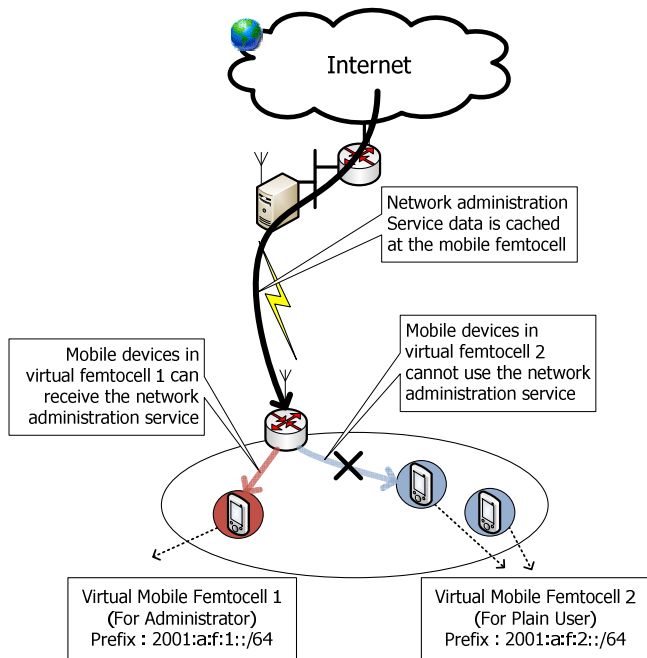 Internet
Network administration
Service data is cached
at the mobile femtocell
Mobile devices in
virtual femtocell 1 can
receive the network
administration service
Mobile devices in
virtual femtocell 2
cannot use the network
administration service
Virtual Mobile Femtocell 1
(For Administrator)
Prefix : 2001:a:f:1::/64
Virtual Mobile Femtocell 2
(For Plain User)
Prefix : 2001:a:f:2::/64